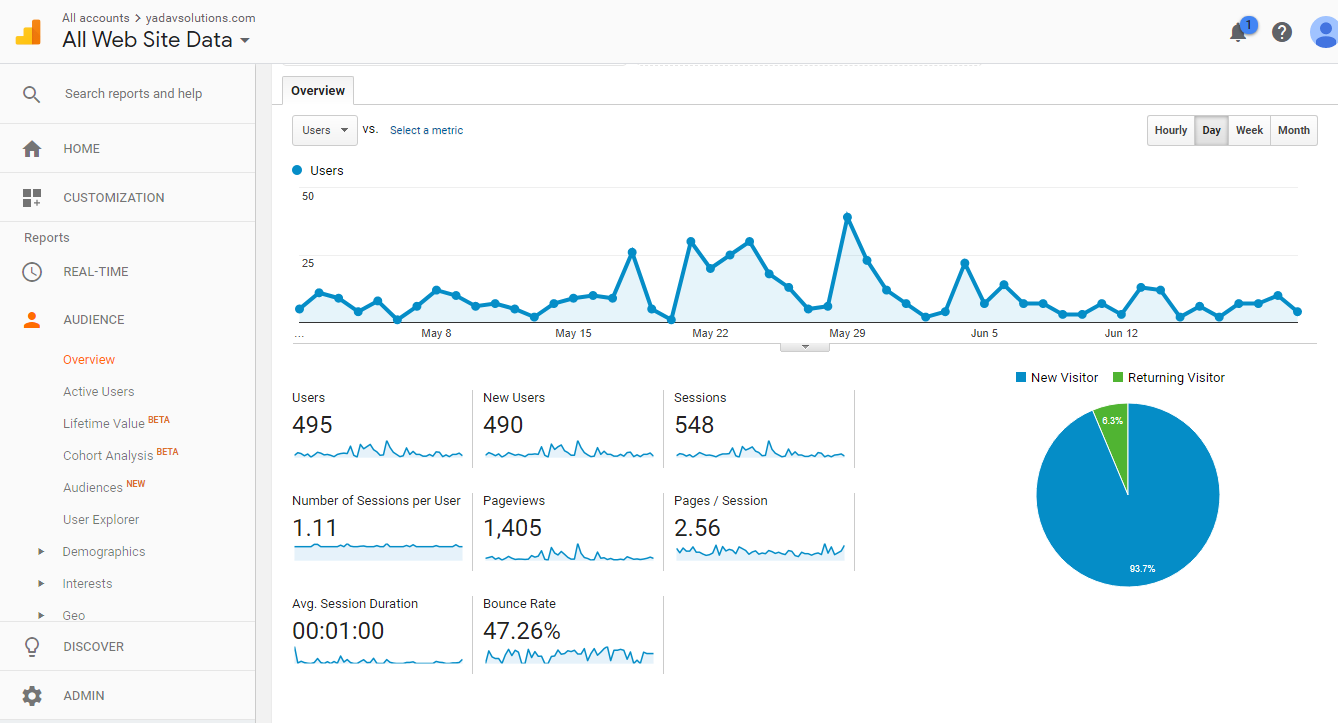 All accounts > yadavsolutions.com
All Web Site Data
1
Search reports and help
HOME
CUSTOMIZATION
Reports
REAL-TIME
AUDIENCE
Overview
Active Users
Lifetime Value BETA
Cohort Analysis BETA
Audiences NEW
User Explorer
Demographics
Interests
Geo
DISCOVER
ADMIN
Overview
Users VS. Select a metric
Hourly Day Week Month
Users
50
25
... May 8 May 15 May 22 May 29 Jun 5 Jun 12
New Visitor Returning Visitor
6.3%
93.7%
Users New Users Sessions
495 490 548
Number of Sessions per User Pageviews Pages / Session
1.11 1,405 2.56
Avg. Session Duration Bounce Rate
00:01:00 47.26%